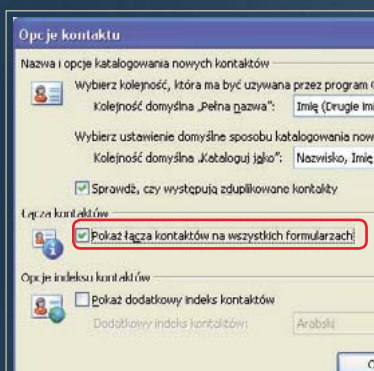 Opcje kontaktu
Nazwa i opcje katalogowania nowych kontaktów
Wybierz kolejność, która ma być używana przez program
Kolejność domyślna „Pełna nazwa”: Imię (Drugie imi
Wybierz ustawienie domyślne sposobu katalogowania now
Kolejność domyślna „Kataloguj jako”: Nazwisko, Imię
Sprawdź, czy występują zduplikowane kontakty
Łącza kontaktów
Pokaż łącza kontaktów na wszystkich formularzach
Opcje indeksu kontaktów
Pokaż dodatkowy indeks kontaktów
Dodatkowy indeks kontaktów: Arabski